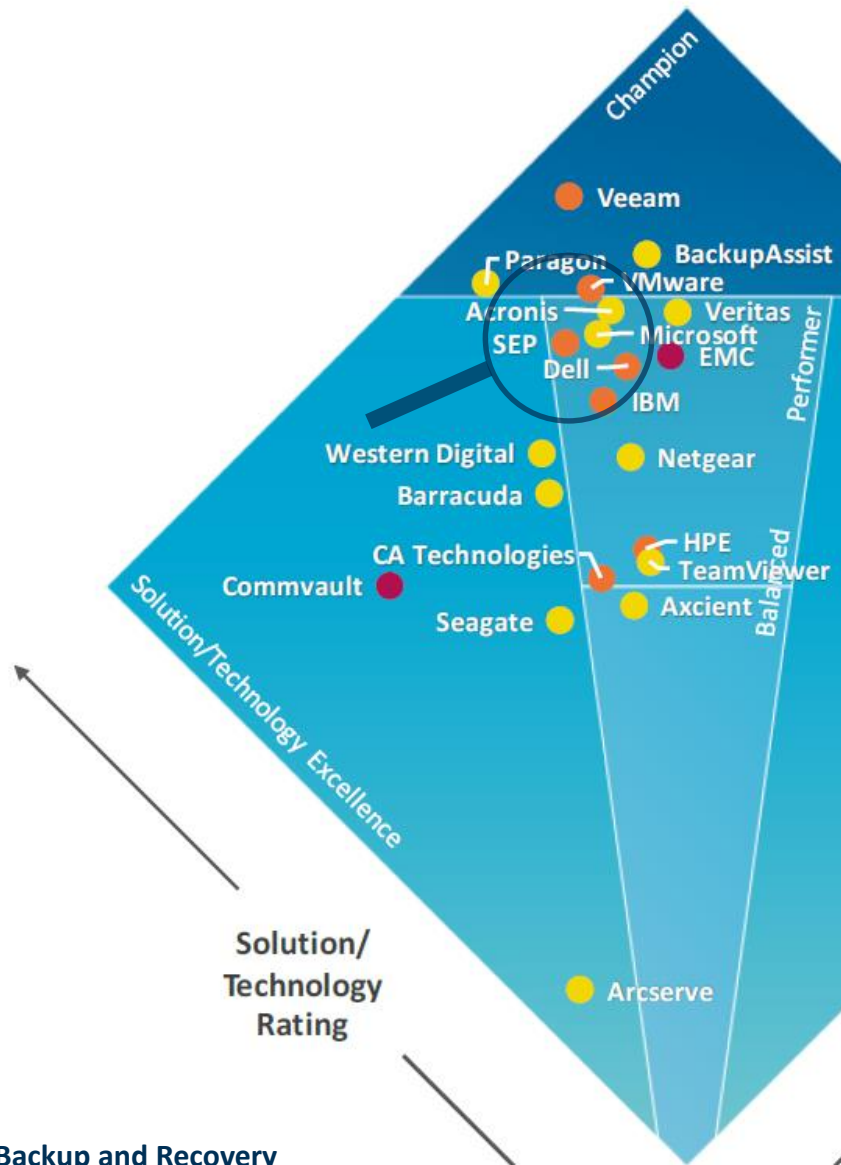 Champion
Veeam
BackupAssist
Paragon
VMware
Acronis
Veritas
Microsoft
SEP
EMC
Dell
Performer
IBM
Western Digital
Netgear
Barracuda
HPE
CA Technologies
TeamViewer
Commvault
Balanced
Axcient
Seagate
Solution/Technology Excellence
Solution/
Technology
Rating
Arcserve
Backup and Recovery